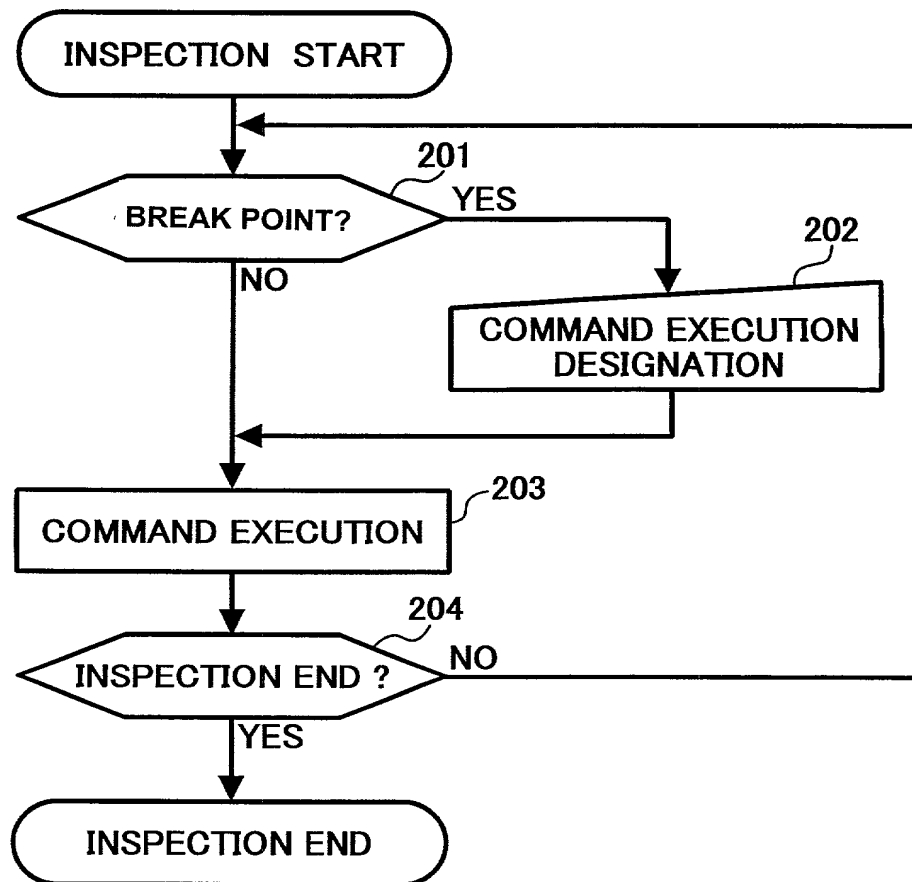 INSPECTION START
201
BREAK POINT?
YES
NO
202
COMMAND EXECUTION
DESIGNATION
203
COMMAND EXECUTION
204
INSPECTION END ?
NO
YES
INSPECTION END